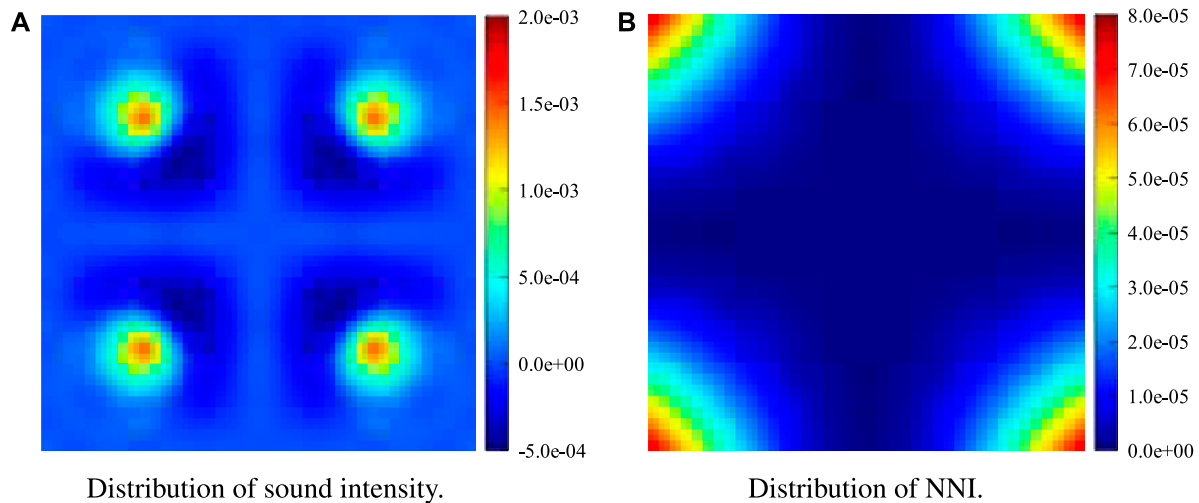 A
2.0e-03
1.5e-03
1.0e-03
5.0e-04
0.0e+00
-5.0e-04
Distribution of sound intensity.
B
8.0e-05
7.0e-05
6.0e-05
5.0e-05
4.0e-05
3.0e-05
2.0e-05
1.0e-05
0.0e+00
Distribution of NNI.